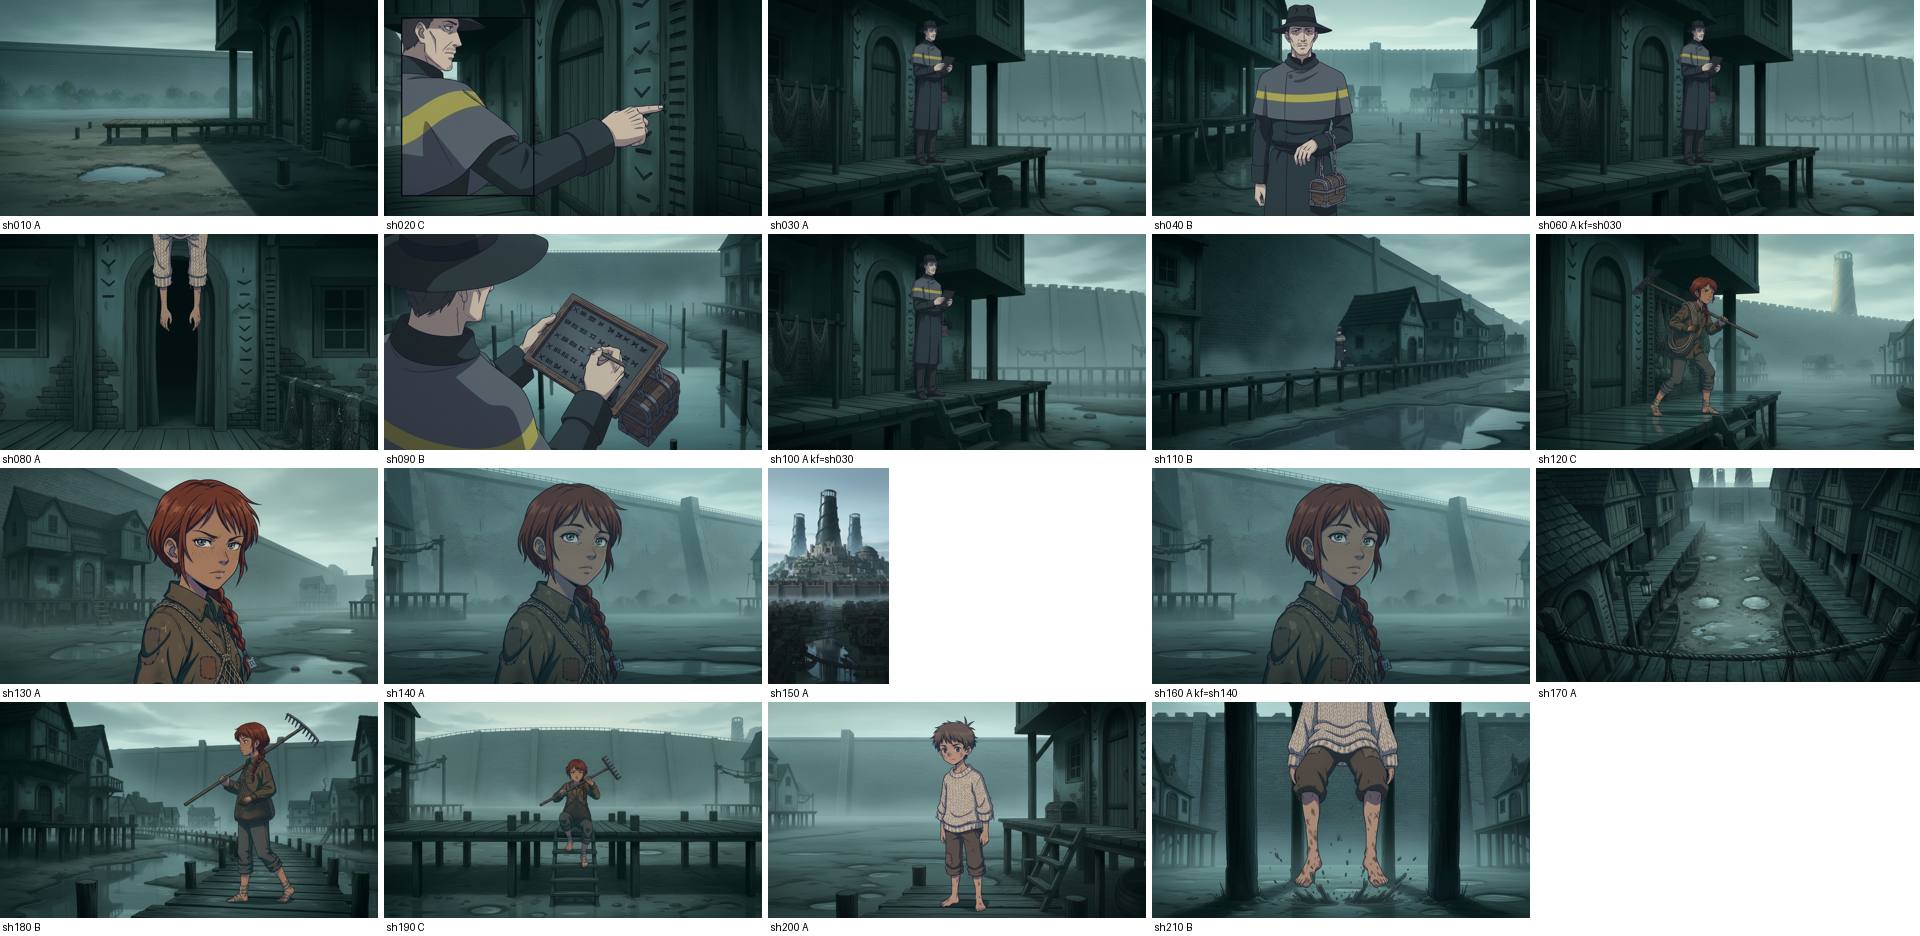 sh010 A
sh020 C
sh030 A
sh040 B
sh060 A kf=sh030
sh080 A
sh090 B
sh100 A kf=sh030
sh110 B
sh120 C
sh130 A
sh140 A
sh150 A
sh160 A kf=sh140
sh170 A
sh180 B
sh190 C
sh200 A
sh210 B